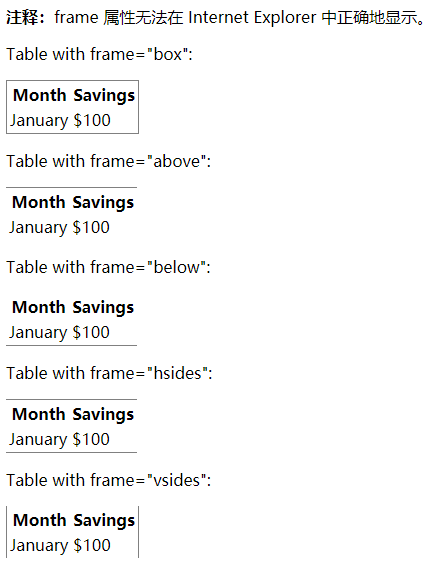 注释：frame 属性无法在 Internet Explorer 中正确地显示。
Table with frame="box":
Month Savings
January $100
Table with frame="above":
Month Savings
January $100
Table with frame="below":
Month Savings
January $100
Table with frame="hsides":
Month Savings
January $100
Table with frame="vsides":
Month Savings
January $100